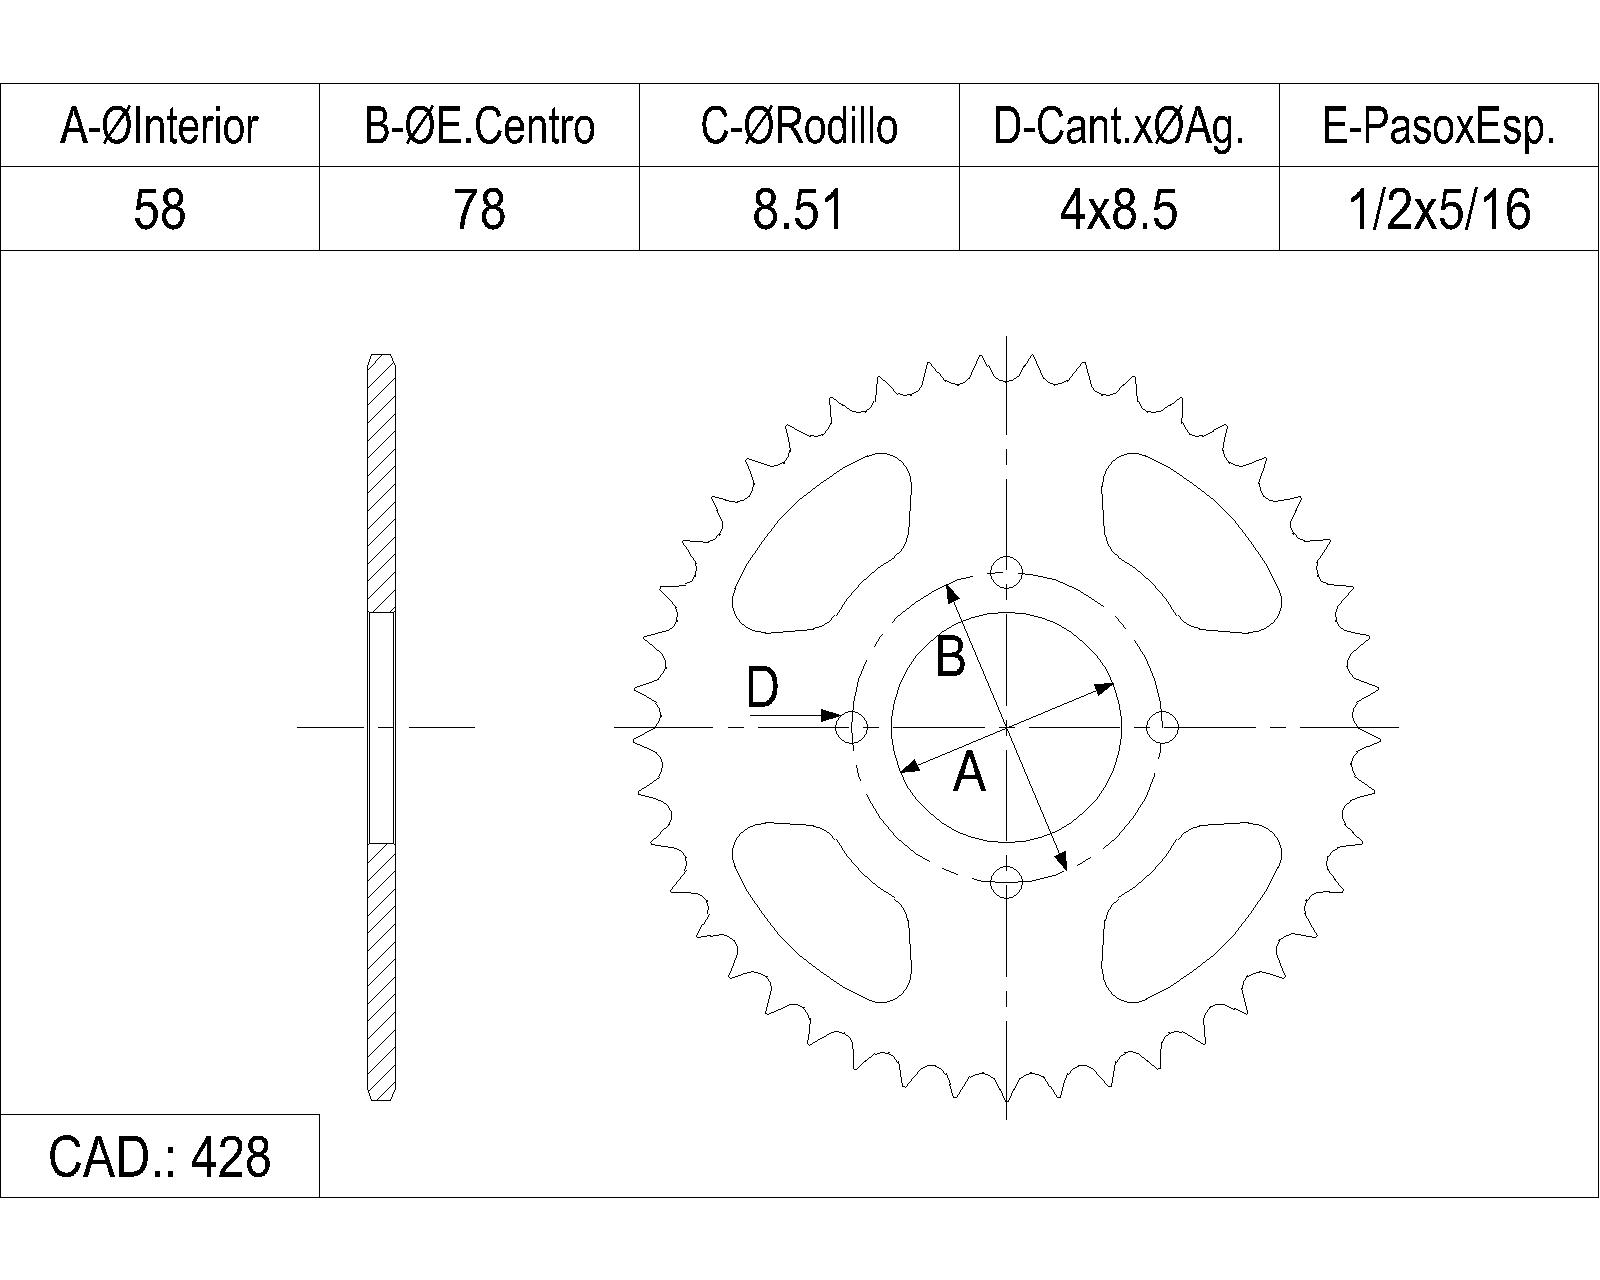 A-ØInterior B-ØE.Centro C-ØRodillo D-Cant.xØAg. E-PasoxEsp.
58 78 8.51 4x8.5 1/2x5/16
B
D
A
CAD.: 428